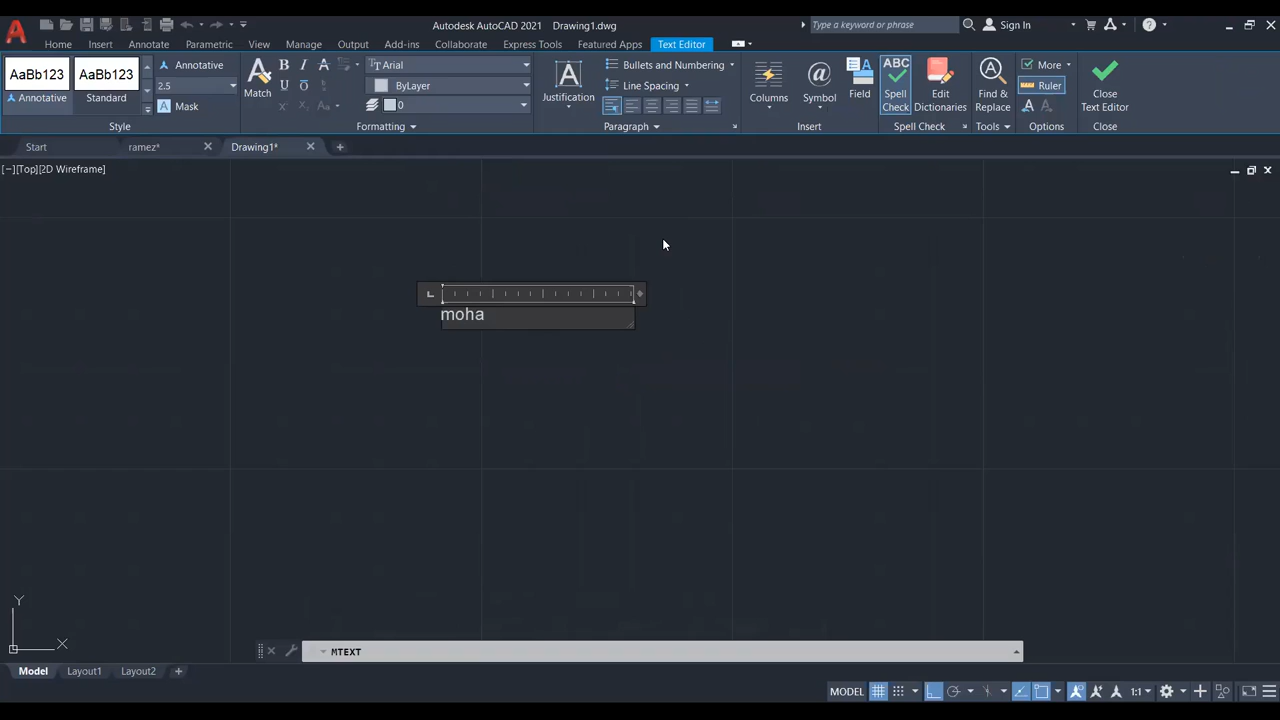 Autodesk AutoCAD 2021 Drawing1.dwg
Type a keyword or phrase
Sign In
Home Insert Annotate Parametric View Manage Output Add-ins Collaborate Express Tools Featured Apps Text Editor
AaBb123
Annotative
AaBb123
Standard
Annotative
2.5
Mask
Style
Match
Arial
ByLayer
0
Formatting
Justification
Bullets and Numbering
Line Spacing
Paragraph
Columns
Symbol
Field
Insert
ABC
Spell
Check
Edit
Dictionaries
Spell Check
Find &
Replace
Tools
More
Ruler
Options
Close
Text Editor
Close
Start
ramez*
Drawing1*
[−][Top][2D Wireframe]
moha
Y
X
MTEXT
Model Layout1 Layout2
MODEL
1:1